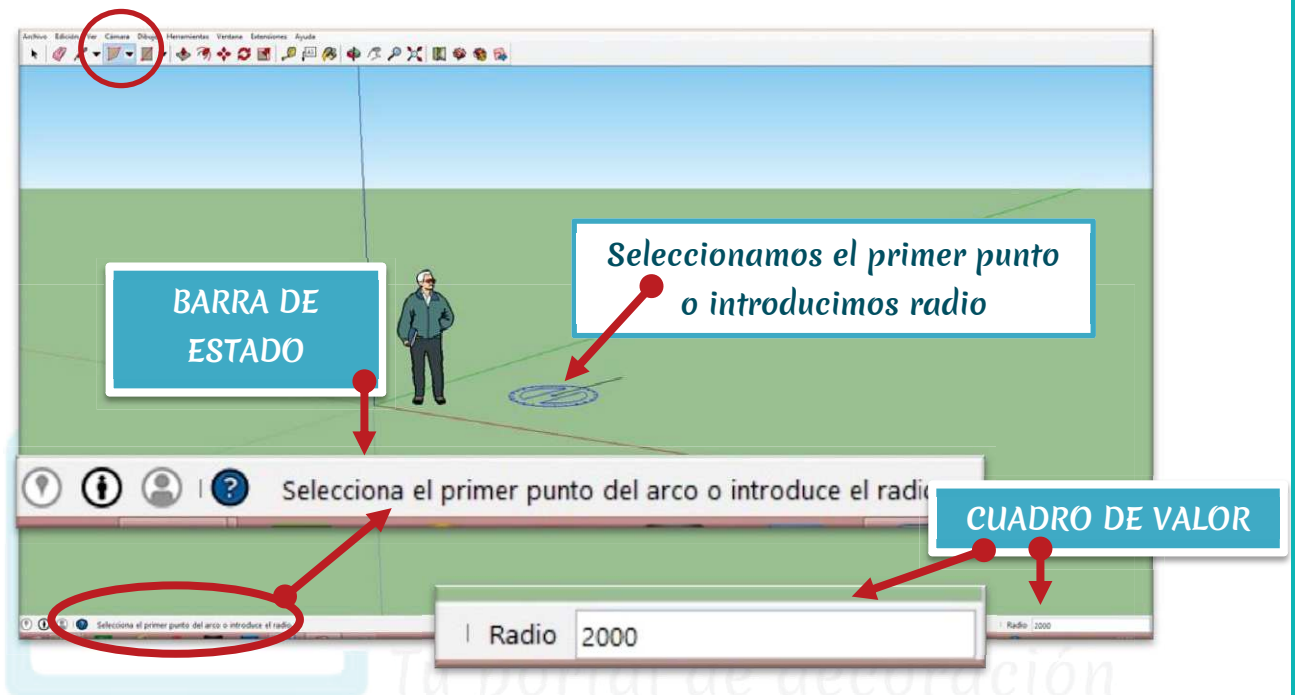 Archivo Edición Ver Cámara Dibujo Herramientas Ventana Extensiones Ayuda
Seleccionamos el primer punto
o introducimos radio
BARRA DE
ESTADO
Selecciona el primer punto del arco o introduce el radio
CUADRO DE VALOR
Selecciona el primer punto del arco o introduce el radio
Radio 2000
Radio 2000
Tu portal de decoración